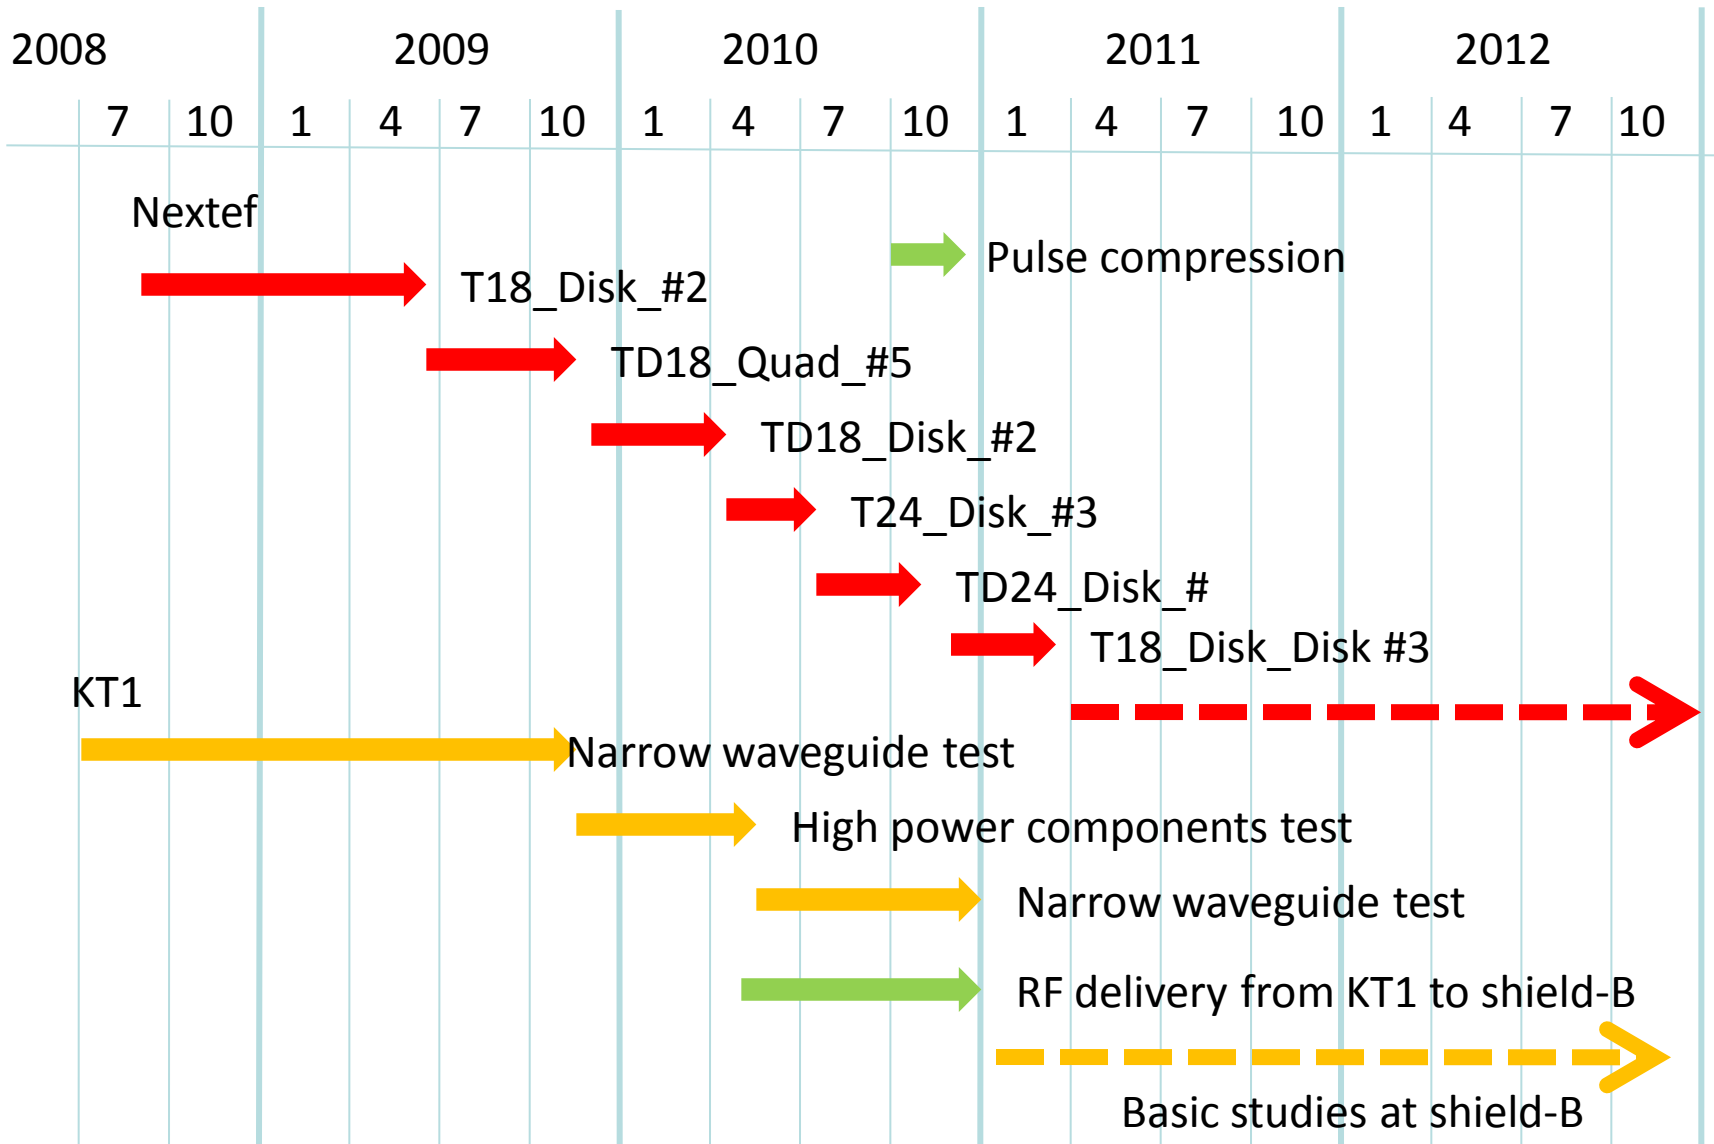 2008 2009 2010 2011 2012
7 10 1 4 7 10 1 4 7 10 1 4 7 10 1 4 7 10
Nextef
Pulse compression
T18_Disk_#2
TD18_Quad_#5
TD18_Disk_#2
T24_Disk_#3
TD24_Disk_#
T18_Disk_Disk #3
KT1
Narrow waveguide test
High power components test
Narrow waveguide test
RF delivery from KT1 to shield-B
Basic studies at shield-B